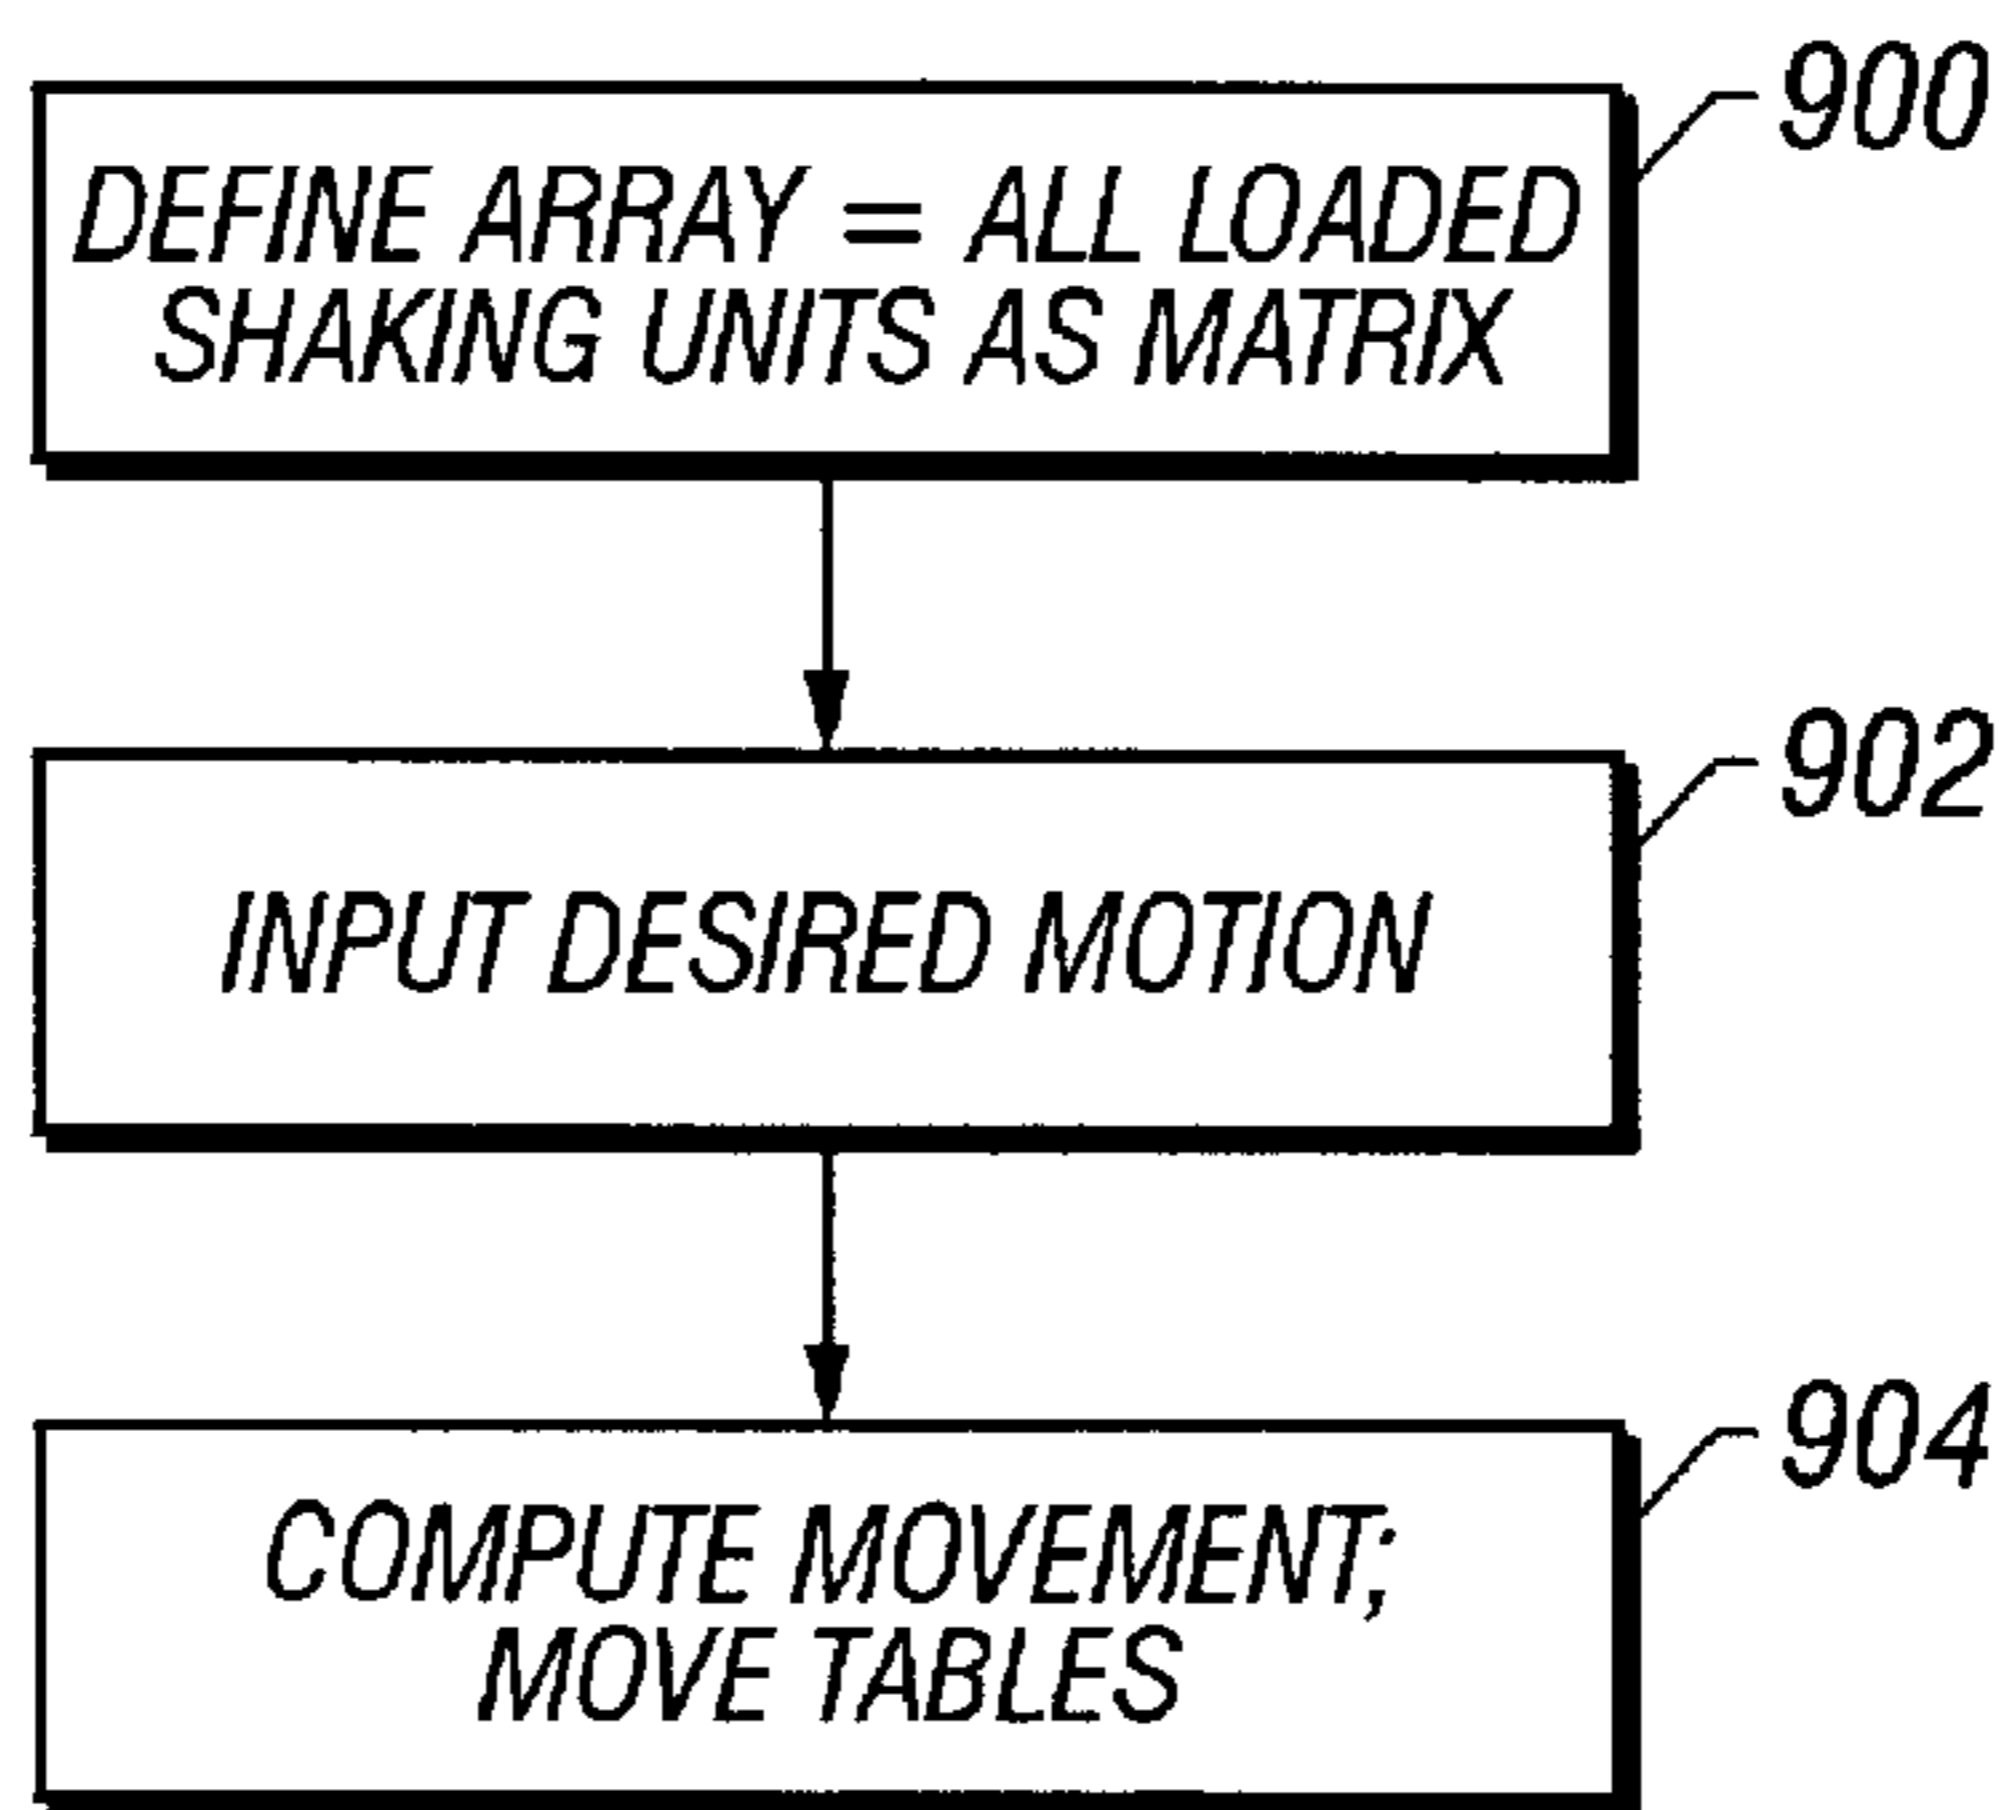 900
DEFINE ARRAY = ALL LOADED
SHAKING UNITS AS MATRIX
902
INPUT DESIRED MOTION
904
COMPUTE MOVEMENT;
MOVE TABLES